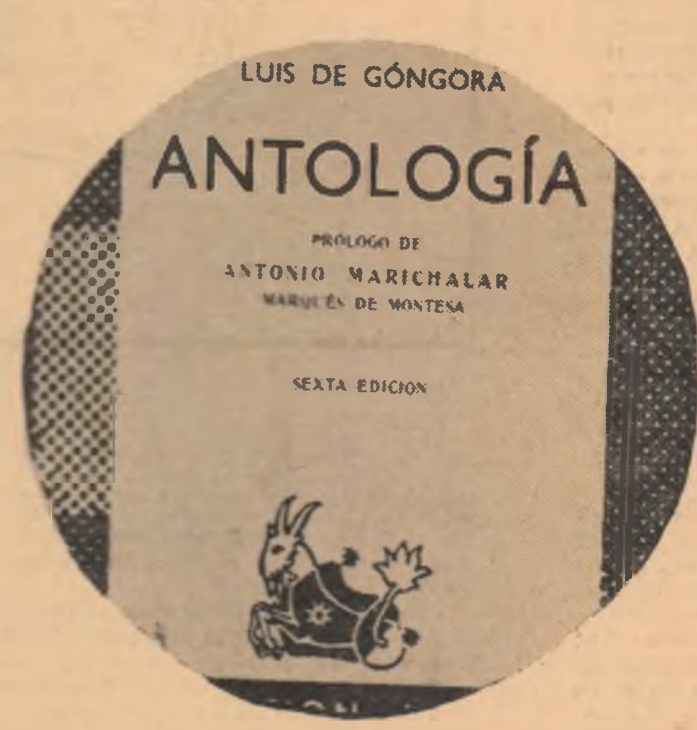 LUIS DE GÓNGORA
ANTOLOGÍA
PRÓLOGO DE
ANTONIO MARICHALAR
MARQUÉS DE MONTESA
SEXTA EDICION